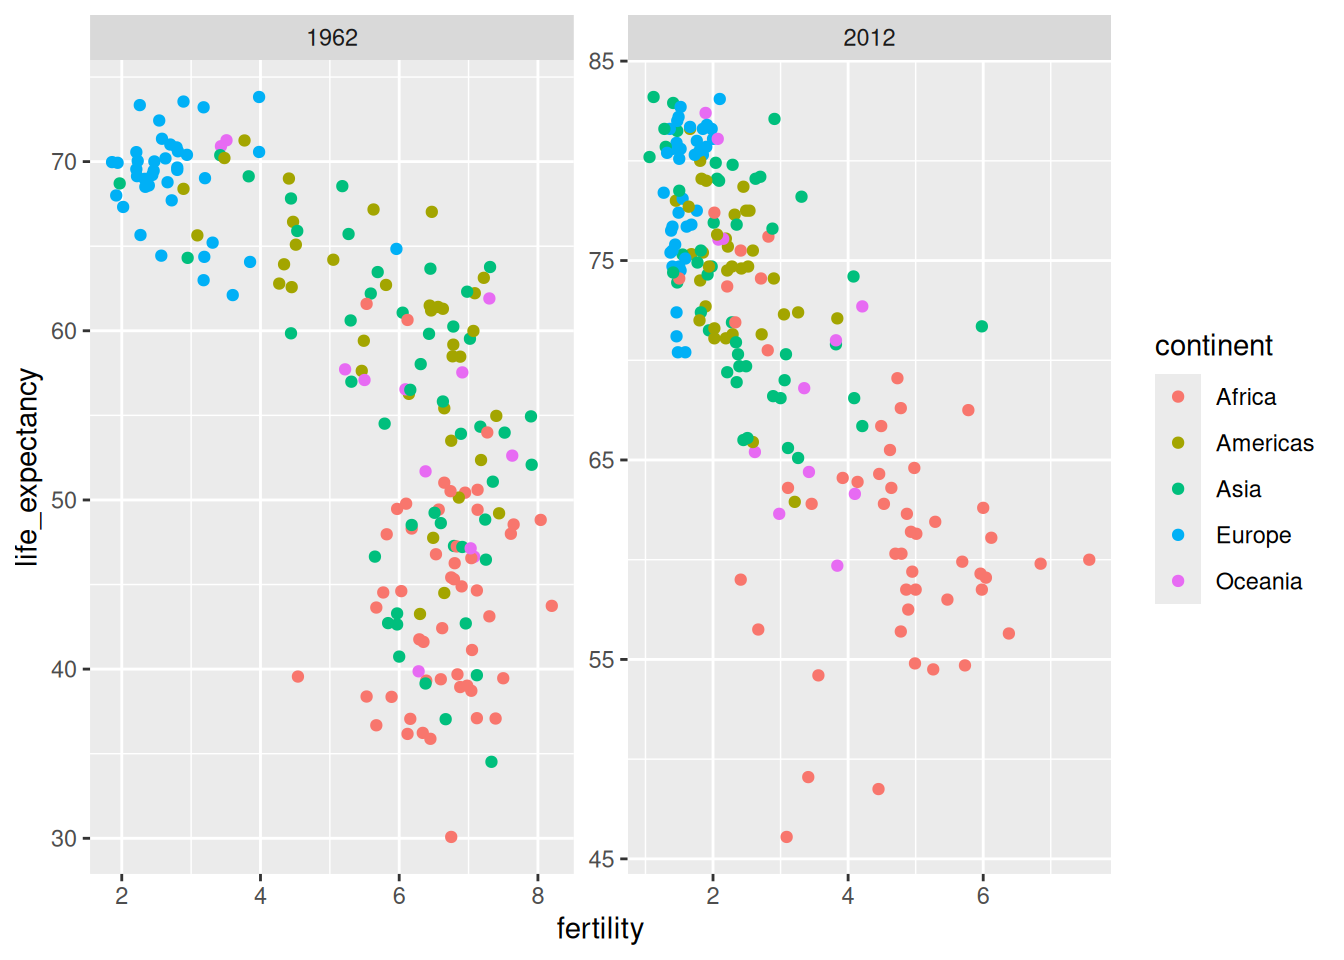 1962
2012
life_expectancy
70
60
50
40
30
85
75
65
55
45
2 4 6 8
2 4 6
fertility
continent
Africa
Americas
Asia
Europe
Oceania